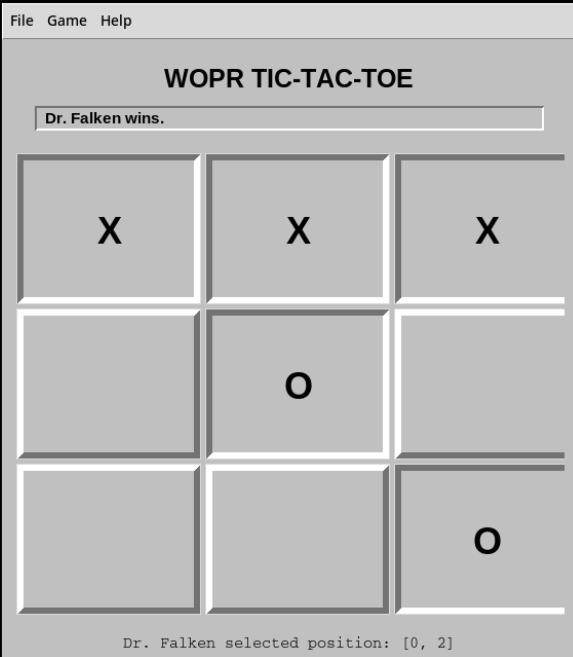 File Game Help
WOPR TIC-TAC-TOE
Dr. Falken wins.
X X X
O
O
Dr. Falken selected position: [0, 2]